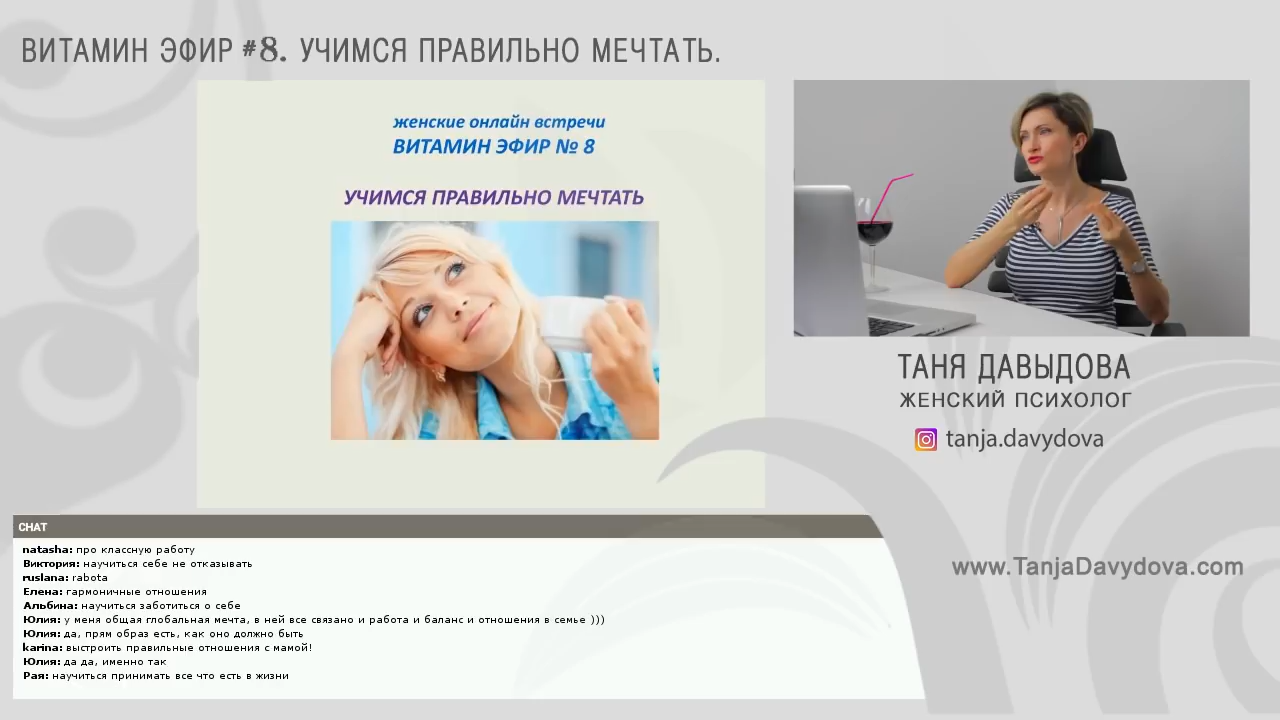 ВИТАМИН ЭФИР #8. УЧИМСЯ ПРАВИЛЬНО МЕЧТАТЬ.
женские онлайн встречи
ВИТАМИН ЭФИР № 8
УЧИМСЯ ПРАВИЛЬНО МЕЧТАТЬ
ТАНЯ ДАВЫДОВА
ЖЕНСКИЙ ПСИХОЛОГ
tanja.davydova
www.TanjaDavydova.com
CHAT
natasha: про классную работу
Виктория: научиться себе не отказывать
ruslana: rabota
Елена: гармоничные отношения
Альбина: научиться заботиться о себе
Юлия: у меня общая глобальная мечта, в ней все связано и работа и баланс и отношения в семье )))
Юлия: да, прям образ есть, как оно должно быть
karina: выстроить правильные отношения с мамой!
Юлия: да да, именно так
Рая: научиться принимать все что есть в жизни